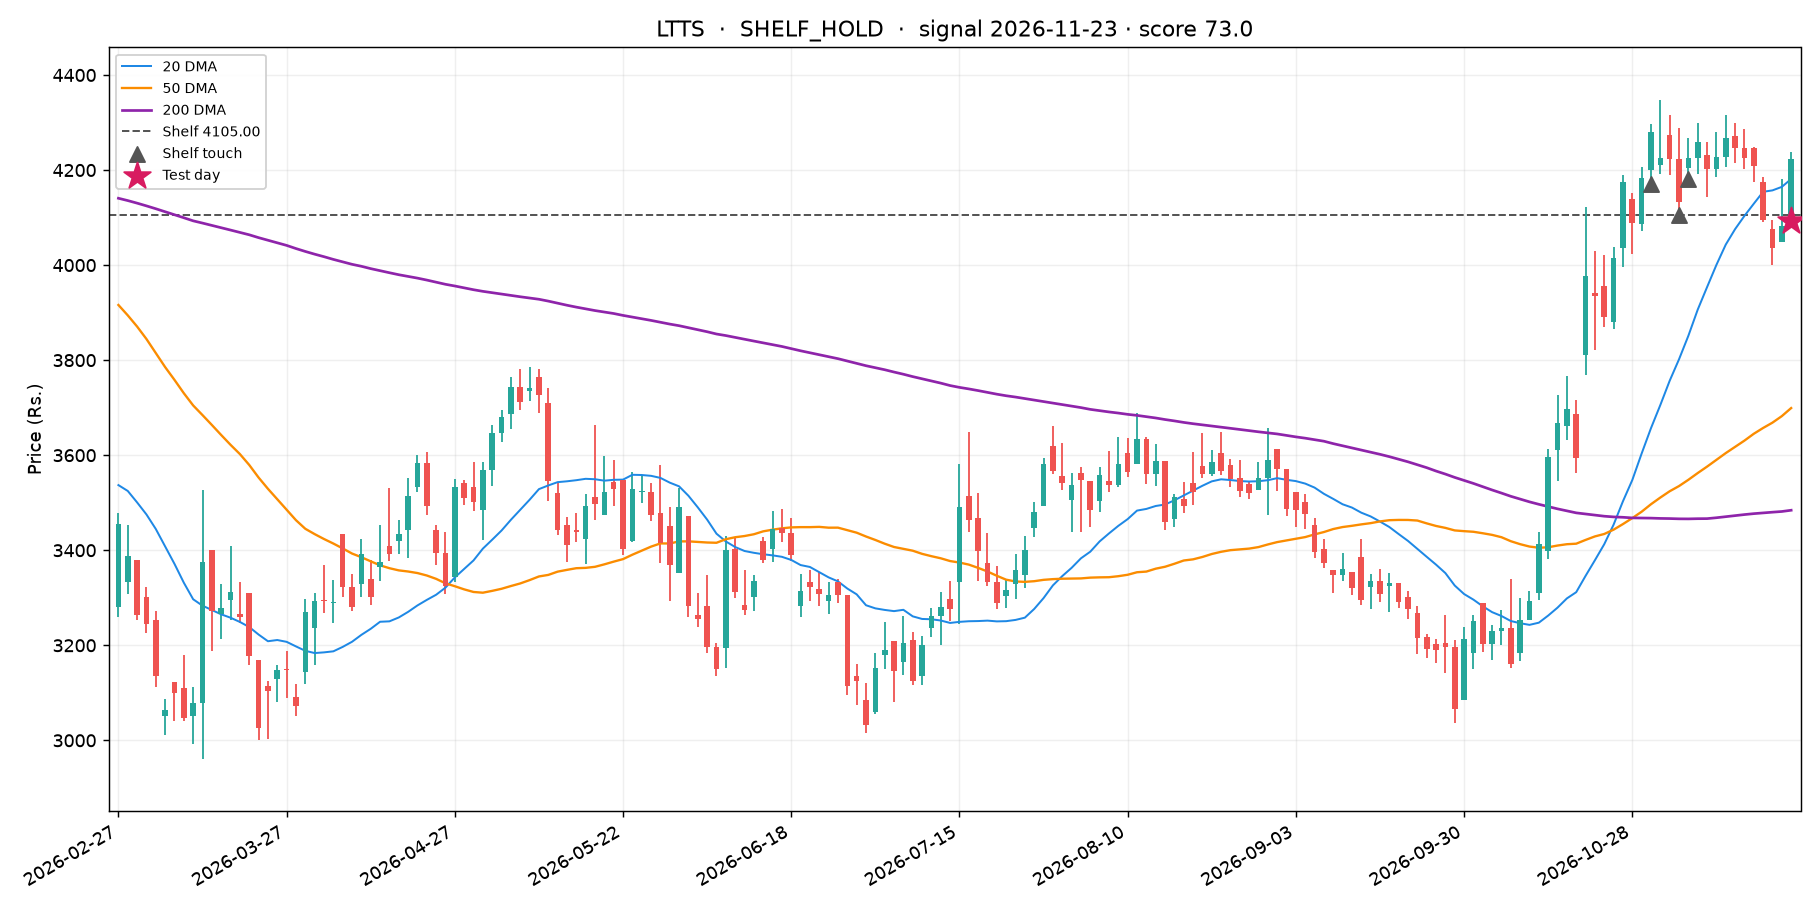 LTTS · SHELF_HOLD · signal 2026-11-23 · score 73.0
20 DMA
50 DMA
200 DMA
Shelf 4105.00
Shelf touch
Test day
Price (Rs.)
4400
4200
4000
3800
3600
3400
3200
3000
2026-02-27
2026-03-27
2026-04-27
2026-05-22
2026-06-18
2026-07-15
2026-08-10
2026-09-03
2026-09-30
2026-10-28